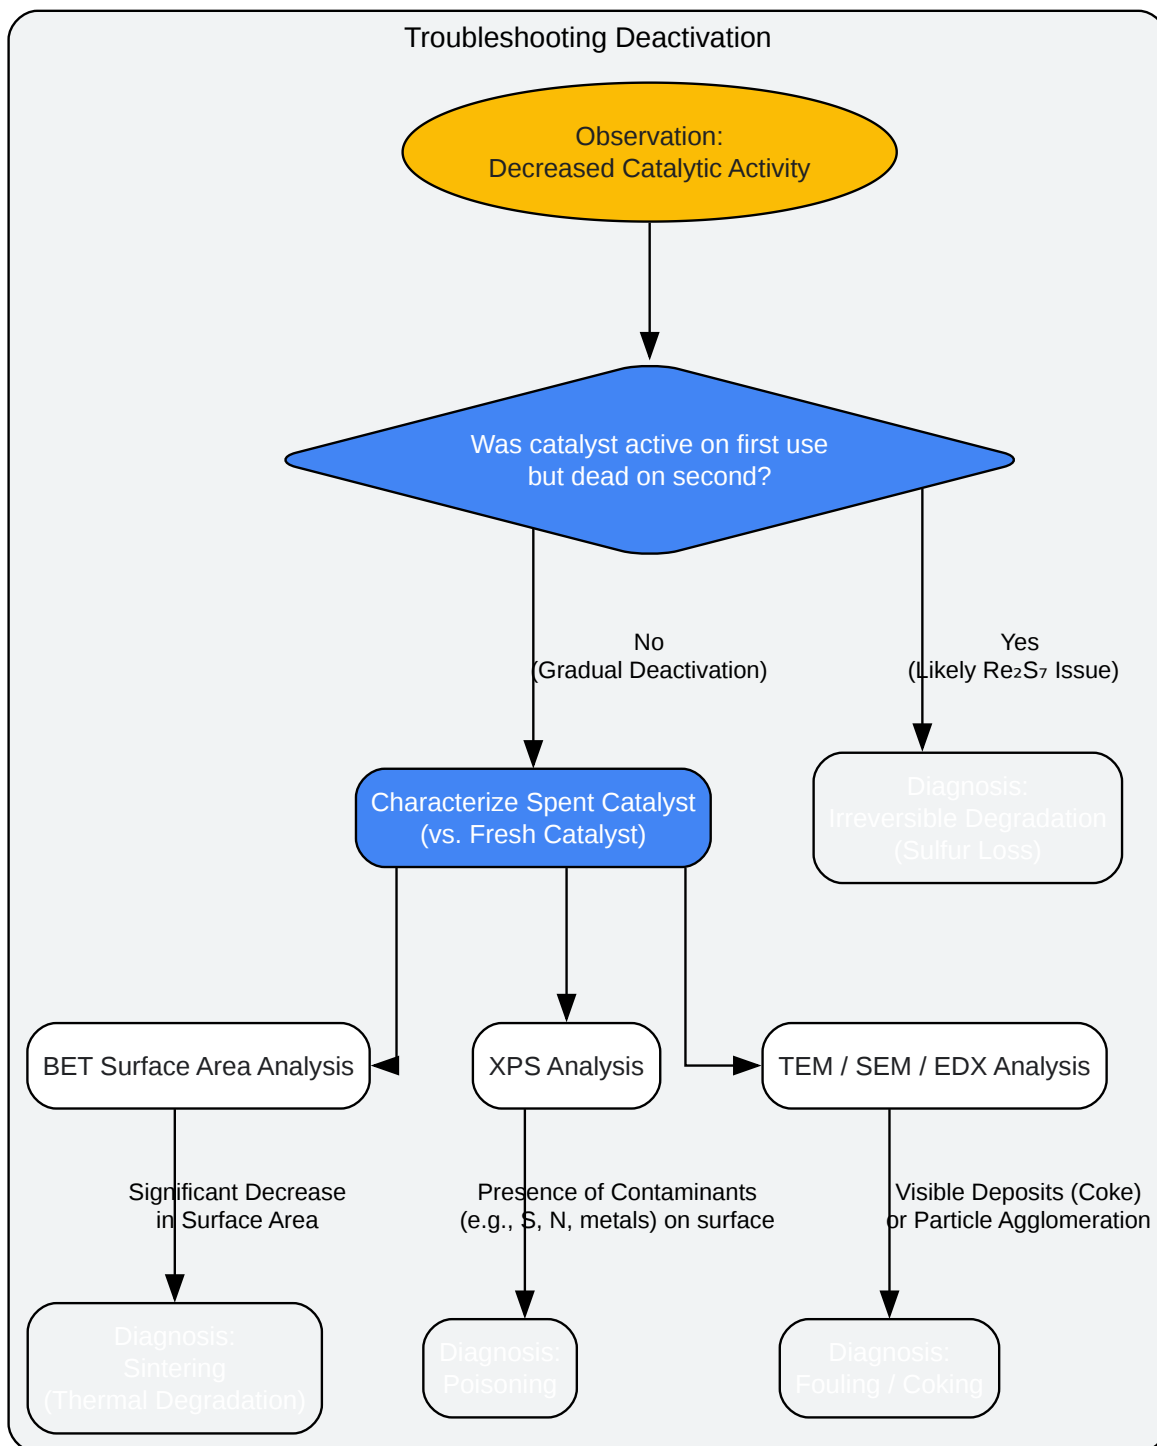 Troubleshooting Deactivation
Observation:
Decreased Catalytic Activity
Was catalyst active on first use
but dead on second?
No
(Gradual Deactivation)
Yes
(Likely Re₂S₇ Issue)
Characterize Spent Catalyst
(vs. Fresh Catalyst)
Diagnosis:
Irreversible Degradation
(Sulfur Loss)
BET Surface Area Analysis
XPS Analysis
TEM / SEM / EDX Analysis
Significant Decrease
in Surface Area
Presence of Contaminants
(e.g., S, N, metals) on surface
Visible Deposits (Coke)
or Particle Agglomeration
Diagnosis:
Sintering
(Thermal Degradation)
Diagnosis:
Poisoning
Diagnosis:
Fouling / Coking